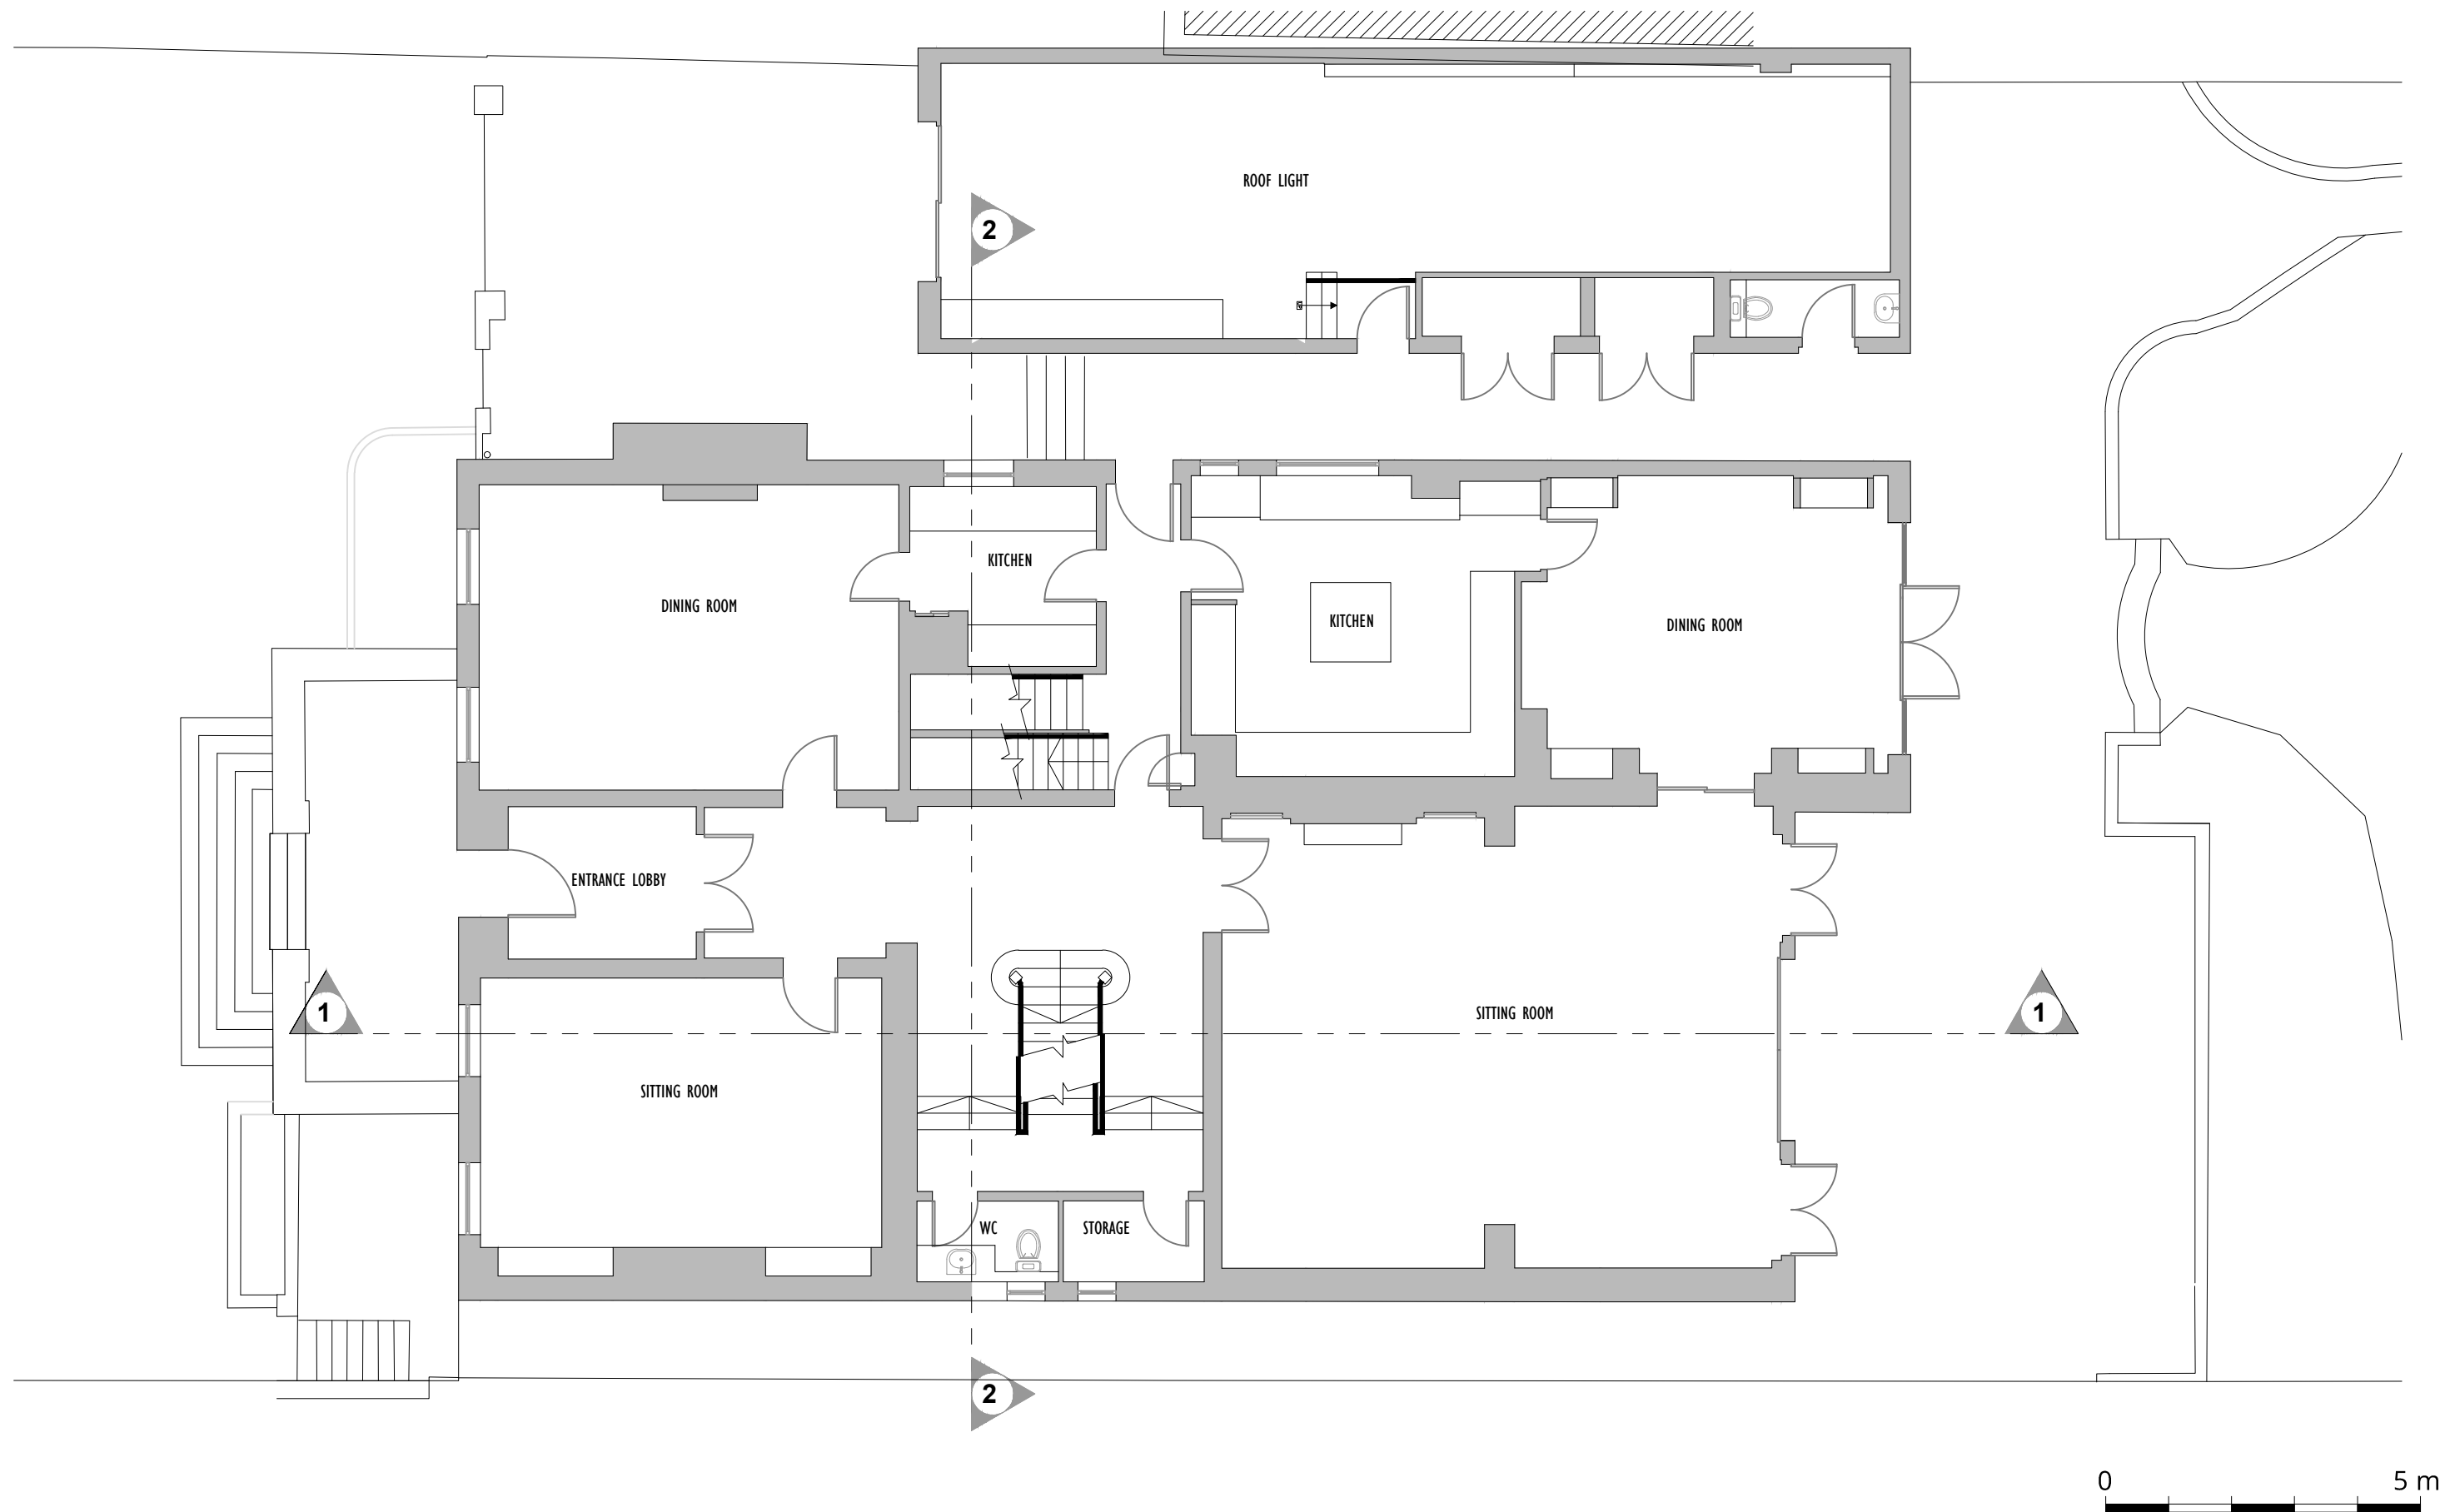 ROOF LIGHT
2
KITCHEN
DINING ROOM
KITCHEN
DINING ROOM
ENTRANCE LOBBY
1
SITTING ROOM
1
SITTING ROOM
WC
STORAGE
2
0
5 m